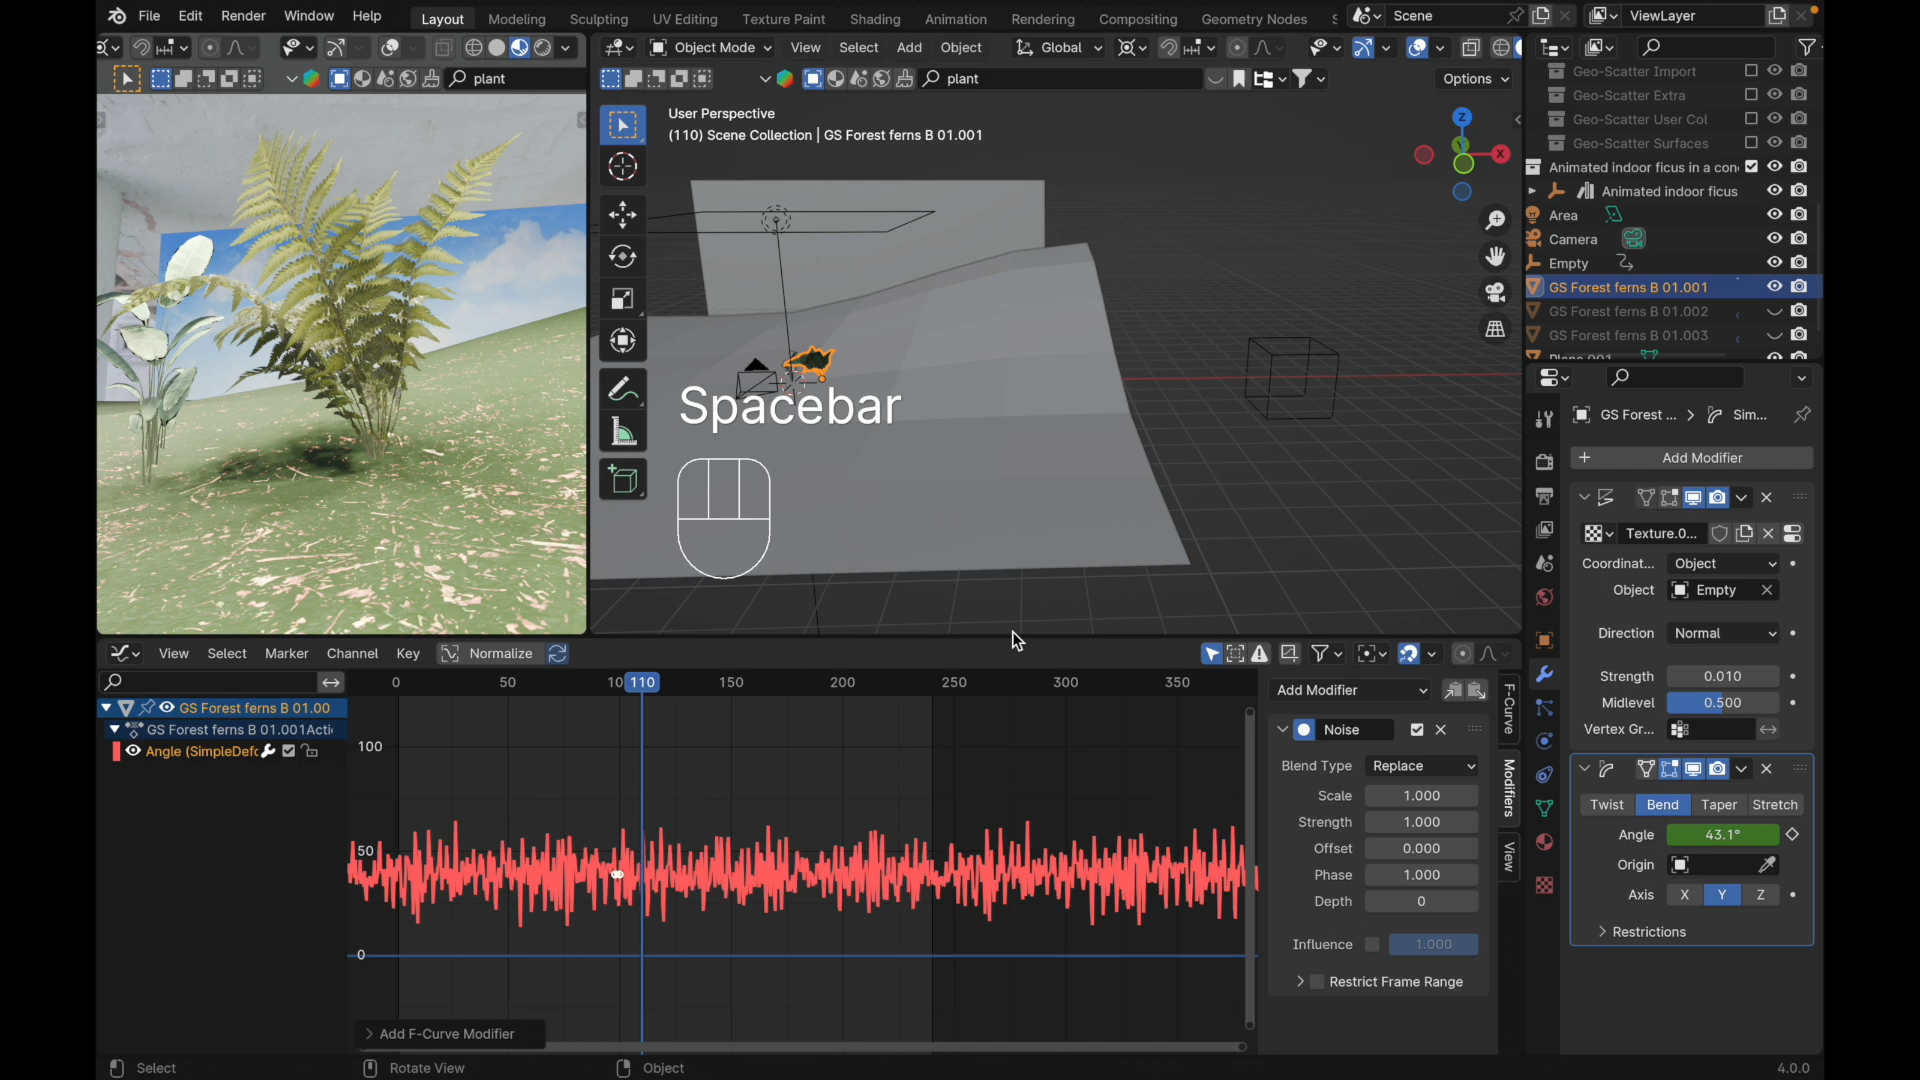 File Edit Render Window Help
Layout Modeling Sculpting UV Editing Texture Paint Shading Animation Rendering Compositing Geometry Nodes
Scene
ViewLayer
Object Mode View Select Add Object
Global
plant
plant
Options
User Perspective
(110) Scene Collection | GS Forest ferns B 01.001
Z
X
Geo-Scatter Import
Geo-Scatter Extra
Geo-Scatter User Col
Geo-Scatter Surfaces
Animated indoor ficus in a con
Animated indoor ficus
Area
Camera
Empty
GS Forest ferns B 01.001
GS Forest ferns B 01.002
GS Forest ferns B 01.003
Plane.001
Spacebar
GS Forest ... > Sim...
+ Add Modifier
Texture.0...
Coordinat... Object
Object Empty
Direction Normal
Strength 0.010
Midlevel 0.500
Vertex Gr...
Twist Bend Taper Stretch
Angle 43.1°
Origin
Axis X Y Z
Restrictions
View Select Marker Channel Key Normalize
0 50 10 110 150 200 250 300 350
GS Forest ferns B 01.00
GS Forest ferns B 01.001Acti
Angle (SimpleDefo
100
50
0
Add F-Curve Modifier
Add Modifier
Noise
Blend Type Replace
Scale 1.000
Strength 1.000
Offset 0.000
Phase 1.000
Depth 0
Influence 1.000
Restrict Frame Range
F-Curve
Modifiers
View
Select
Rotate View
Object
4.0.0